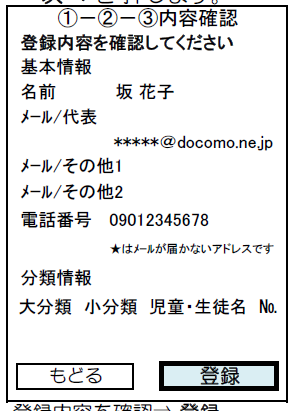 ①－②－③内容確認
登録内容を確認してください
基本情報
名前　坂 花子
メール/代表
*****@docomo.ne.jp
メール/その他1
メール/その他2
電話番号　09012345678
★はメールが届かないアドレスです
分類情報
大分類　小分類　児童・生徒名　No.
もどる　登録
登録内容を確認⇒ 登録